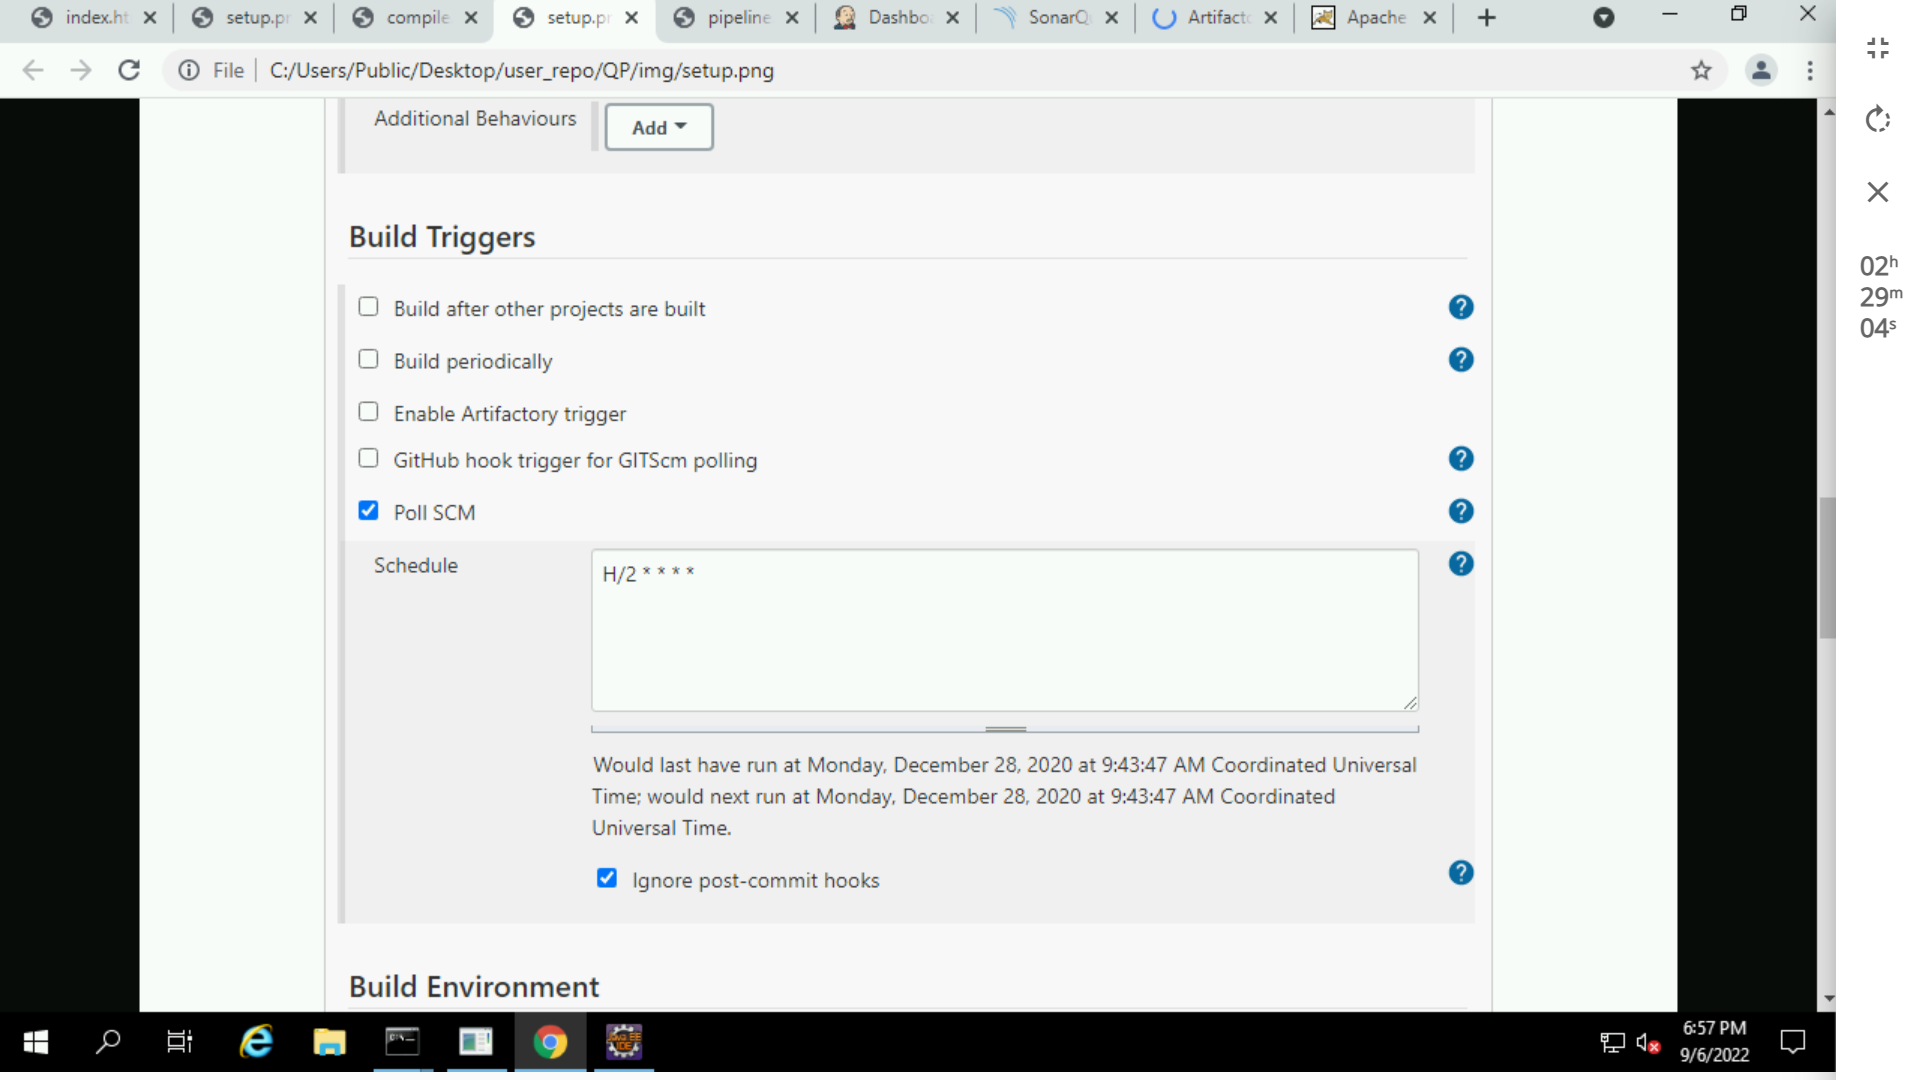 index.ht
setup.pr
compile
setup.pr
pipeline
Dashbo
SonarQ
Artifact
Apache
File
C:/Users/Public/Desktop/user_repo/QP/img/setup.png
Additional Behaviours
Add
Build Triggers
Build after other projects are built
Build periodically
Enable Artifactory trigger
GitHub hook trigger for GITScm polling
Poll SCM
Schedule
H/2 * * * *
Would last have run at Monday, December 28, 2020 at 9:43:47 AM Coordinated Universal
Time; would next run at Monday, December 28, 2020 at 9:43:47 AM Coordinated
Universal Time.
Ignore post-commit hooks
Build Environment
02h
29m
04s
6:57 PM
9/6/2022